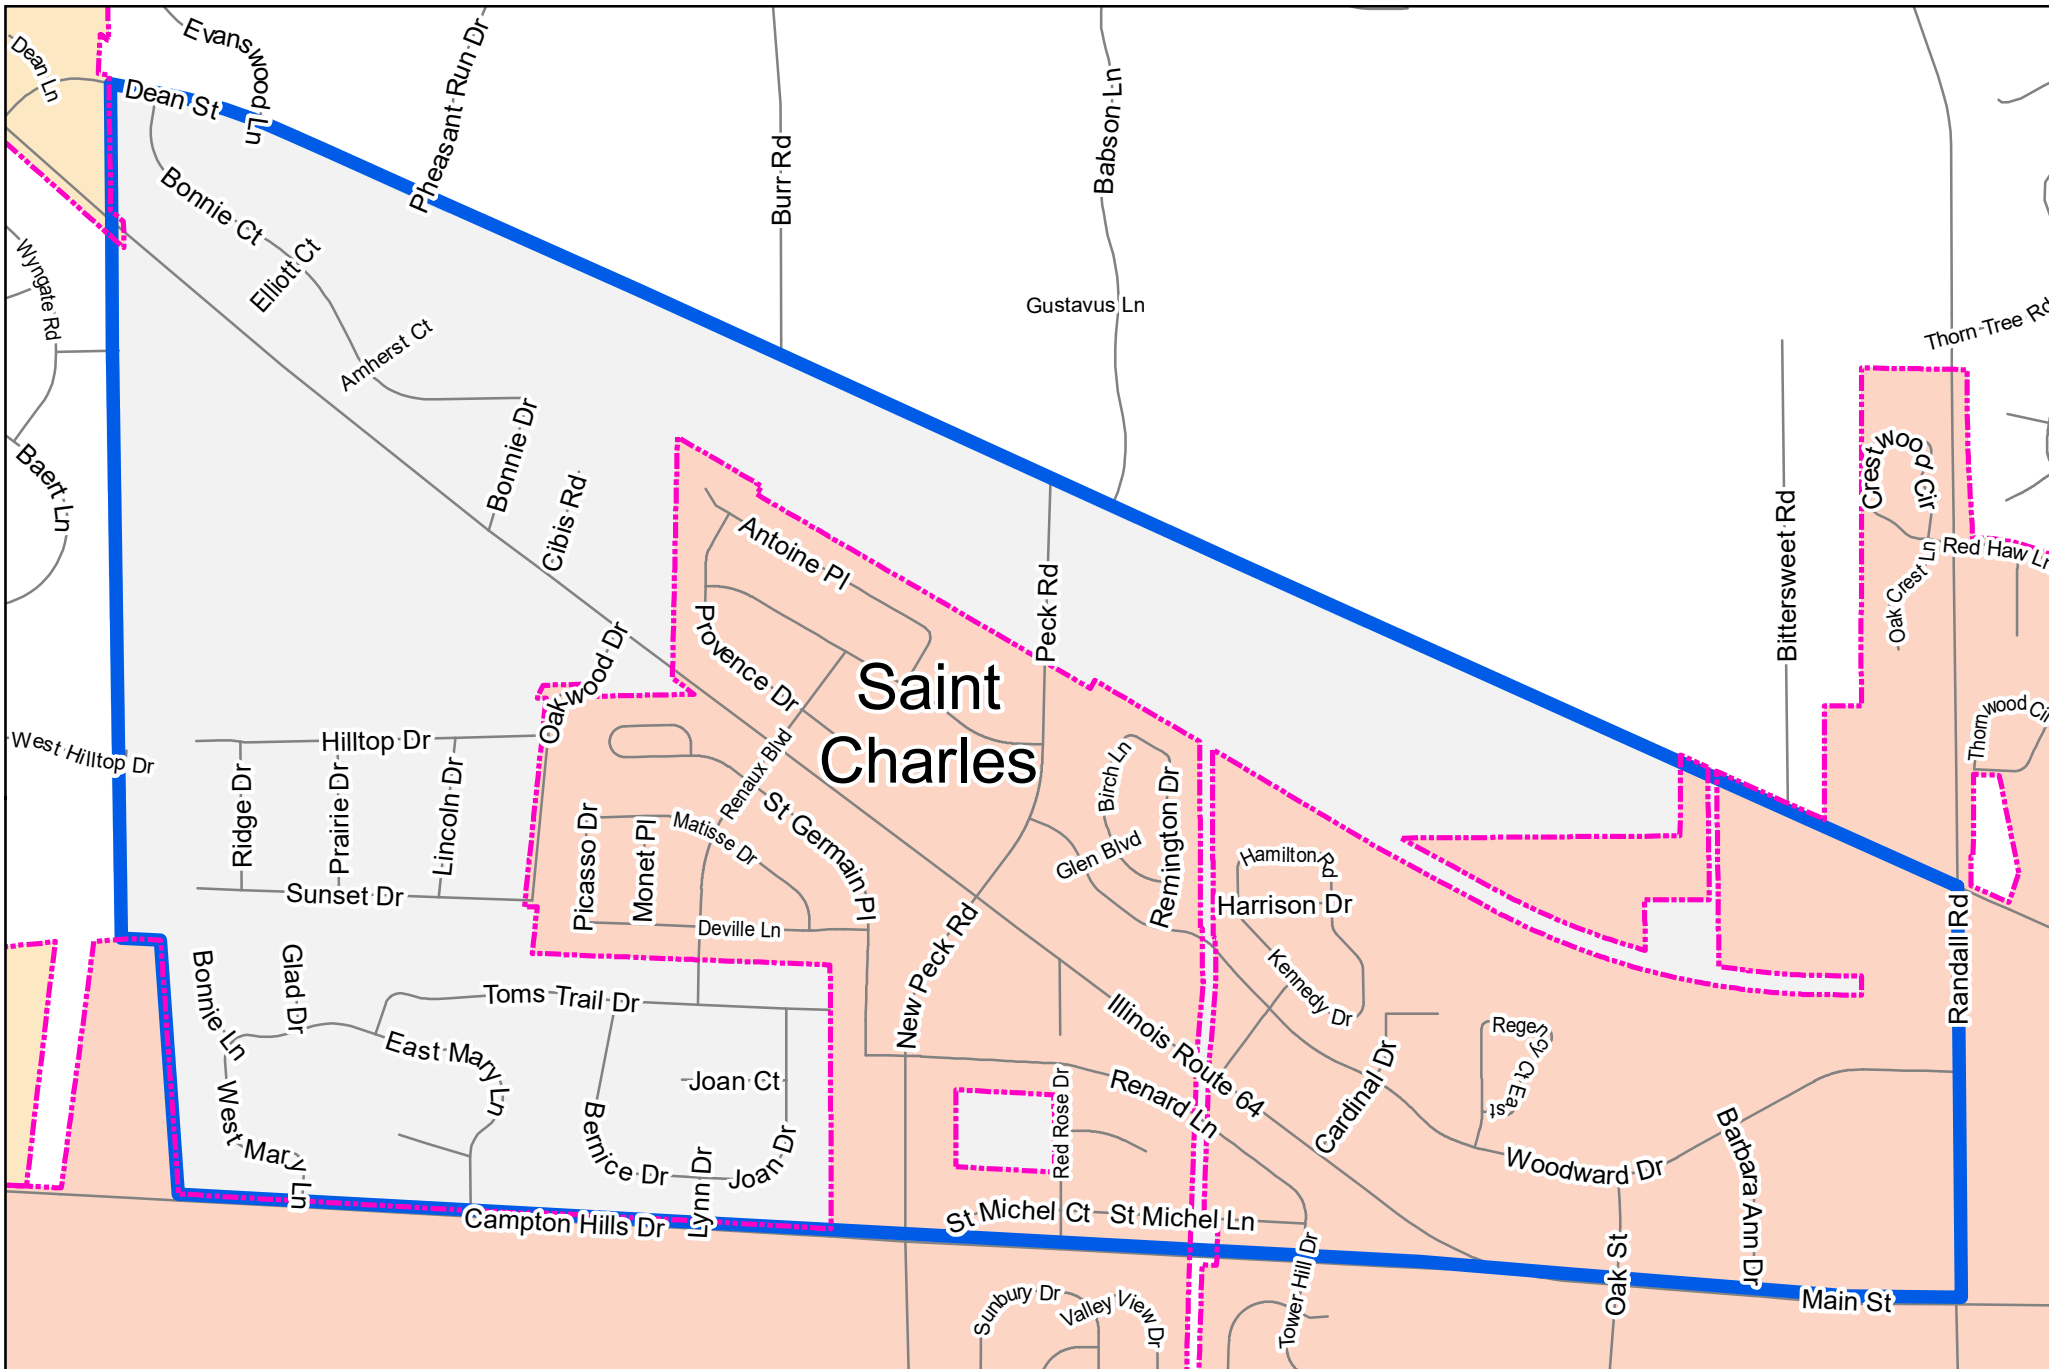 Dean Ln
Evanswood Ln
Dean St
Pheasant Run Dr
Burr Rd
Babson Ln
Bonnie Ct
Elliott Ct
Wyngate Rd
Amherst Ct
Gustavus Ln
Thorn Tree Rd
Baert Ln
Bonnie Dr
Cibis Rd
Antoine Pl
Peck Rd
Bittersweet Rd
Crestwood Cir
Red Haw Ln
Oak Crest Ln
Provence Dr
Oakwood Dr
Saint
Charles
West Hilltop Dr
Hilltop Dr
Ridge Dr
Prairie Dr
Lincoln Dr
Sunset Dr
Renaux Blvd
St Germain Pl
Picasso Dr
Monet Pl
Matisse Dr
Deville Ln
Birch Ln
Glen Blvd
Remington Dr
Hamilton Rd
Harrison Dr
Kennedy Dr
Thornwood Cir
Randall Rd
New Peck Rd
Bonnie Ln
Glad Dr
Toms Trail Dr
East Mary Ln
West Mary Ln
Joan Ct
Bernice Dr
Lynn Dr
Joan Dr
Campton Hills Dr
Illinois Route 64
Renard Ln
Red Rose Dr
Cardinal Dr
Regency Ct East
Woodward Dr
Barbara Ann Dr
St Michel Ct
St Michel Ln
Tower Hill Dr
Oak St
Main St
Sunbury Dr
Valley View Dr